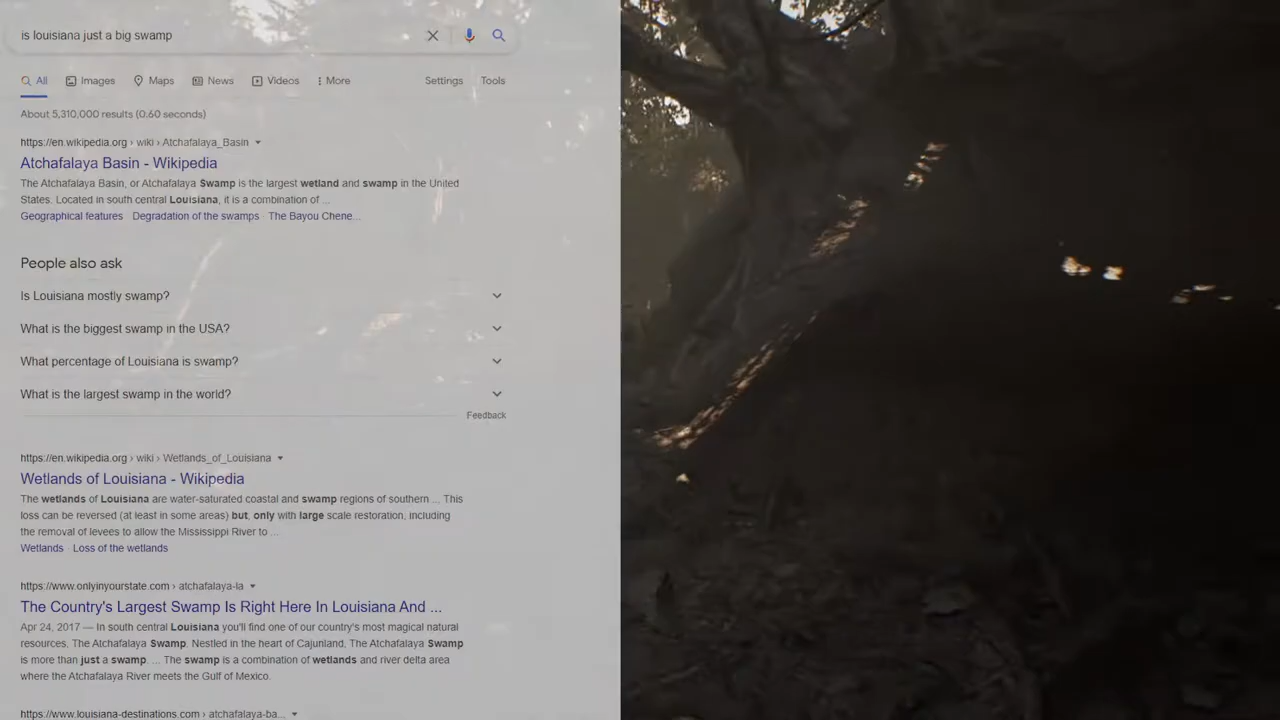 is louisiana just a big swamp
All Images Maps News Videos More Settings Tools
About 5,310,000 results (0.60 seconds)
https://en.wikipedia.org › wiki › Atchafalaya_Basin
Atchafalaya Basin - Wikipedia
The Atchafalaya Basin, or Atchafalaya Swamp is the largest wetland and swamp in the United
States. Located in south central Louisiana, it is a combination of ...
Geographical features · Degradation of the swamps · The Bayou Chene...
People also ask
Is Louisiana mostly swamp?
What is the biggest swamp in the USA?
What percentage of Louisiana is swamp?
What is the largest swamp in the world?
Feedback
https://en.wikipedia.org › wiki › Wetlands_of_Louisiana
Wetlands of Louisiana - Wikipedia
The wetlands of Louisiana are water-saturated coastal and swamp regions of southern ... This
loss can be reversed (at least in some areas) but, only with large scale restoration, including
the removal of levees to allow the Mississippi River to ...
Wetlands · Loss of the wetlands
https://www.onlyinyourstate.com › atchafalaya-la
The Country's Largest Swamp Is Right Here In Louisiana And ...
Apr 24, 2017 — In south central Louisiana you'll find one of our country's most magical natural
resources, The Atchafalaya Swamp. Nestled in the heart of Cajunland, The Atchafalaya Swamp
is more than just a swamp. ... The swamp is a combination of wetlands and river delta area
where the Atchafalaya River meets the Gulf of Mexico.
https://www.louisiana-destinations.com › atchafalaya-ba...